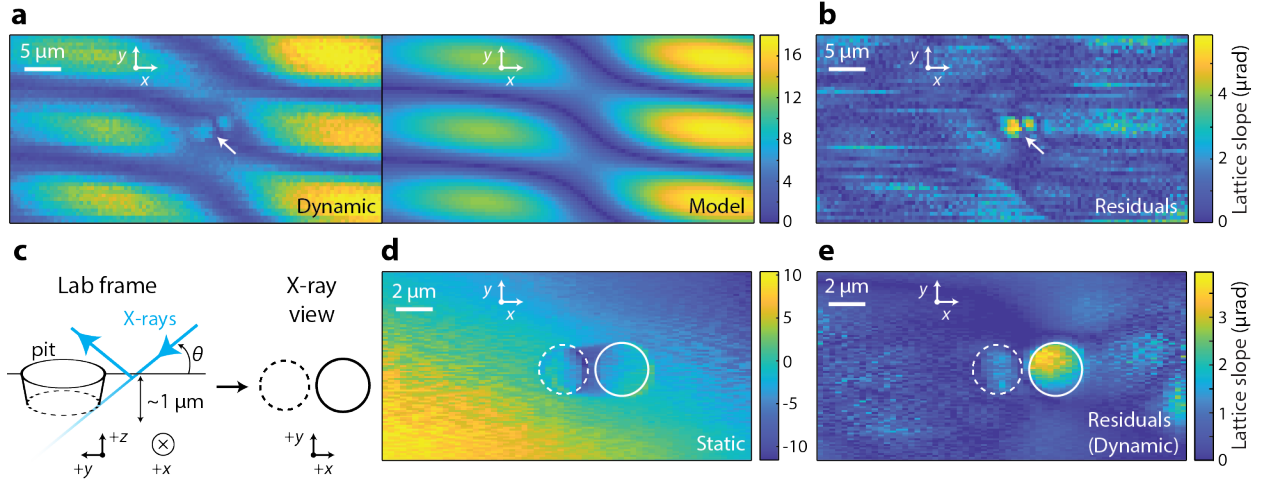 a
5 µm
y
x
Dynamic
y
x
Model
16
12
8
4
0
b
5 µm
y
x
Residuals
4
2
0
Lattice slope (µrad)
c
Lab frame
X-rays
pit
θ
~1 µm
+z
+y
+x
X-ray
view
+y
+x
d
2 µm
y
x
Static
10
5
0
-5
-10
e
2 µm
y
x
Residuals
(Dynamic)
3
2
1
0
Lattice slope (µrad)